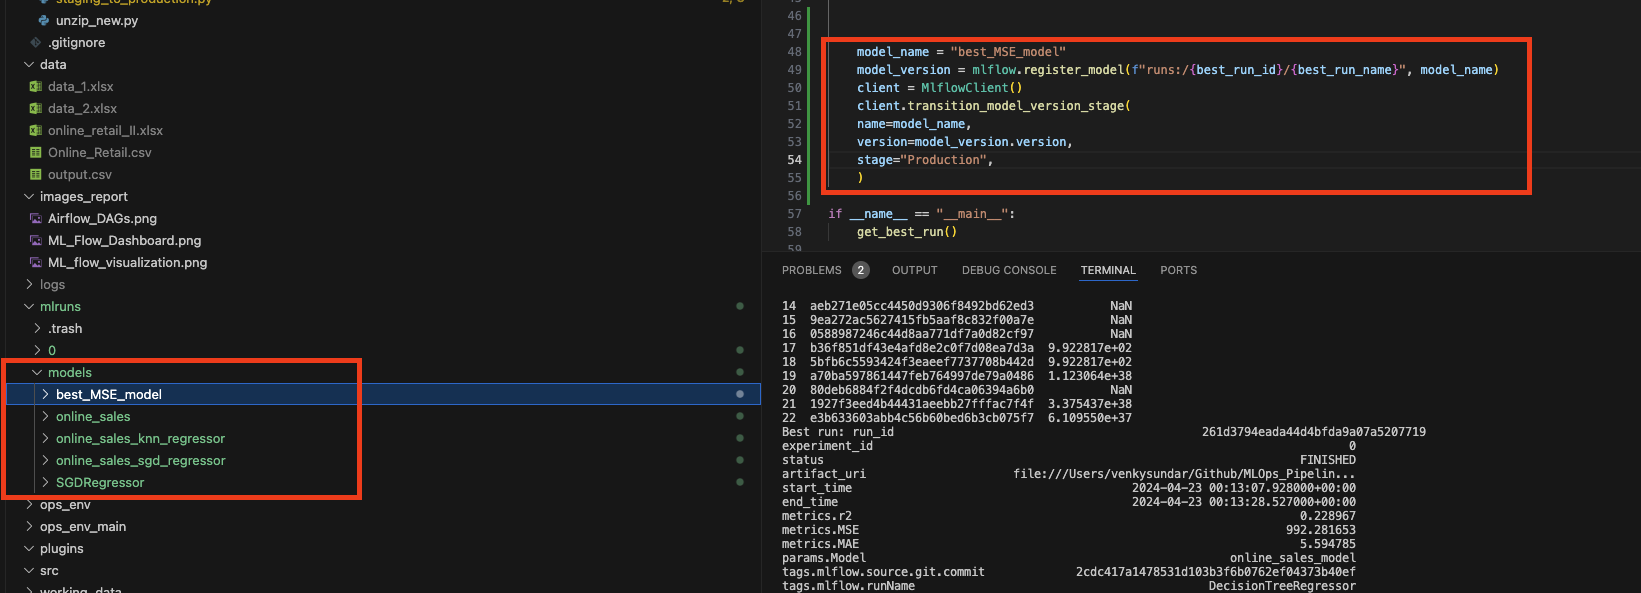 staging_to_production.py
unzip_new.py
.gitignore
data
data_1.xlsx
data_2.xlsx
online_retail_II.xlsx
Online_Retail.csv
output.csv
images_report
Airflow_DAGs.png
ML_Flow_Dashboard.png
ML_flow_visualization.png
logs
mlruns
.trash
0
models
best_MSE_model
online_sales
online_sales_knn_regressor
online_sales_sgd_regressor
SGDRegressor
ops_env
ops_env_main
plugins
src
working_data
46
47
48 model_name = "best_MSE_model"
49 model_version = mlflow.register_model(f"runs:/{best_run_id}/{best_run_name}", model_name)
50 client = MlflowClient()
51 client.transition_model_version_stage(
52 name=model_name,
53 version=model_version.version,
54 stage="Production",
55 )
56
57 if __name__ == "__main__":
58 get_best_run()
59
PROBLEMS 2 OUTPUT DEBUG CONSOLE TERMINAL PORTS
14 aeb271e05cc4450d9306f8492bd62ed3 NaN
15 9ea272ac5627415fb5aaf8c832f00a7e NaN
16 0588987246c44d8aa771df7a0d82cf97 NaN
17 b36f851df43e4afd8e2c0f7d08ea7d3a 9.922817e+02
18 5bfb6c5593424f3eaeef7737708b442d 9.922817e+02
19 a70ba597861447feb764997de79a0486 1.123064e+38
20 80deb6884f2f4dcdb6fd4ca06394a6b0 NaN
21 1927f3eed4b44431aeebb27fffac7f4f 3.375437e+38
22 e3b633603abb4c56b60bed6b3cb075f7 6.109550e+37
Best run: run_id 261d3794eada44d4bfda9a07a5207719
experiment_id 0
status FINISHED
artifact_uri file:///Users/venkysundar/Github/MLOps_Pipelin...
start_time 2024-04-23 00:13:07.928000+00:00
end_time 2024-04-23 00:13:28.527000+00:00
metrics.r2 0.228967
metrics.MSE 992.281653
metrics.MAE 5.594785
params.Model online_sales_model
tags.mlflow.source.git.commit 2cdc417a1478531d103b3f6b0762ef04373b40ef
tags.mlflow.runName DecisionTreeRegressor